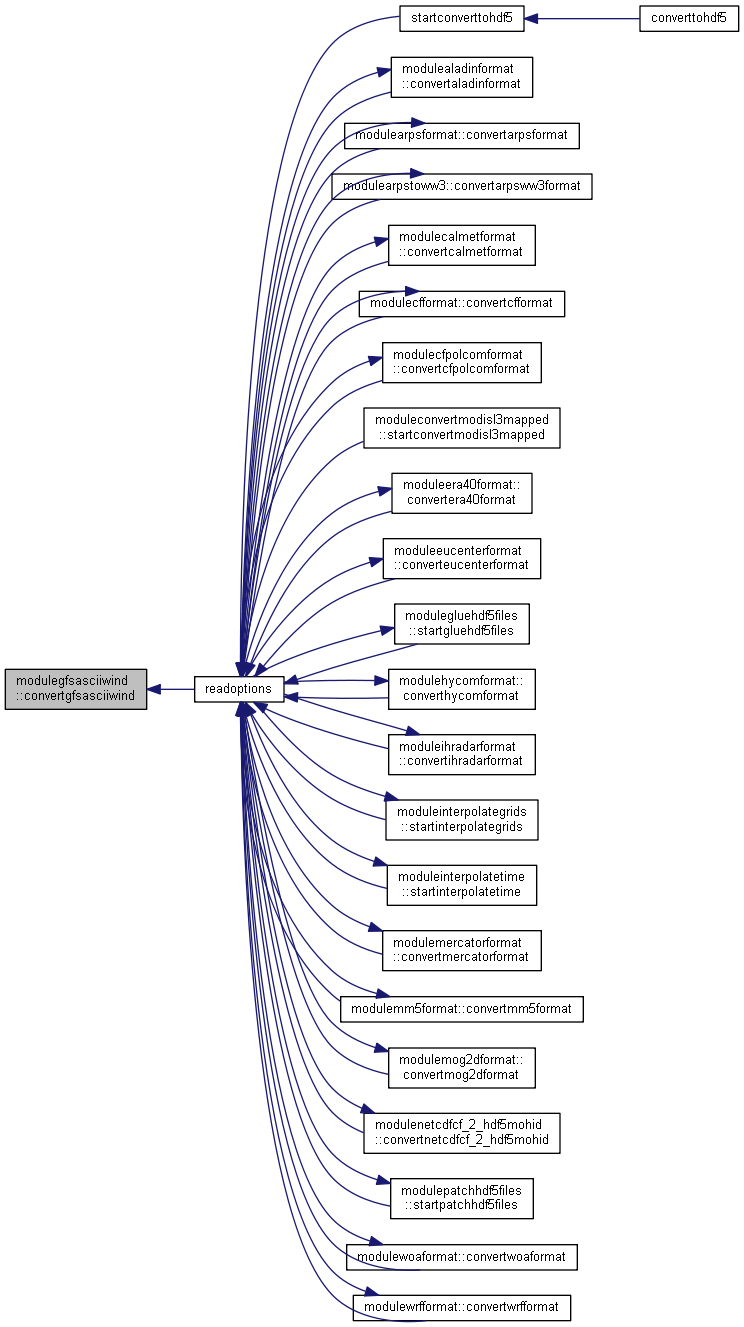 startconverttohdf5
converttohdf5
modulealadinformat
::convertaladinformat
modulearpsformat::convertarpsformat
modulearpstoww3::convertarpsww3format
modulecalmetformat
::convertcalmetformat
modulecfformat::convertcfformat
modulecfpolcomformat
::convertcfpolcomformat
moduleconvertmodisl3mapped
::startconvertmodisl3mapped
moduleera40format::
convertera40format
moduleeucenterformat
::converteucenterformat
modulegluehdf5files
::startgluehdf5files
modulegfsasciiwind
::convertgfsasciiwind
readoptions
modulehycomformat::
converthycomformat
moduleihradarformat
::convertihradarformat
moduleinterpolategrids
::startinterpolategrids
moduleinterpolatetime
::startinterpolatetime
modulemercatorformat
::convertmercatorformat
modulemm5format::convertmm5format
modulemog2dformat::
convertmog2dformat
modulenetcdfcf_2_hdf5mohid
::convertnetcdfcf_2_hdf5mohid
modulepatchhdf5files
::startpatchhdf5files
modulewoaformat::convertwoaformat
modulewrfformat::convertwrfformat